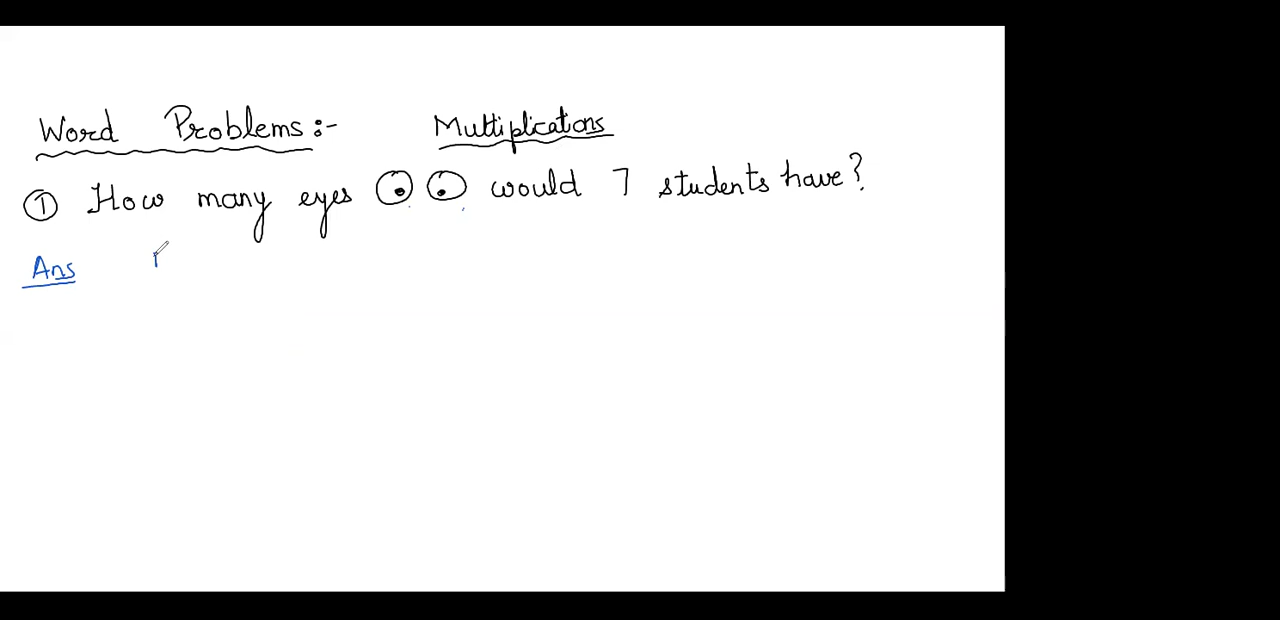 Word Problems :- Multiplications
① How many eyes would 7 students have?
Ans